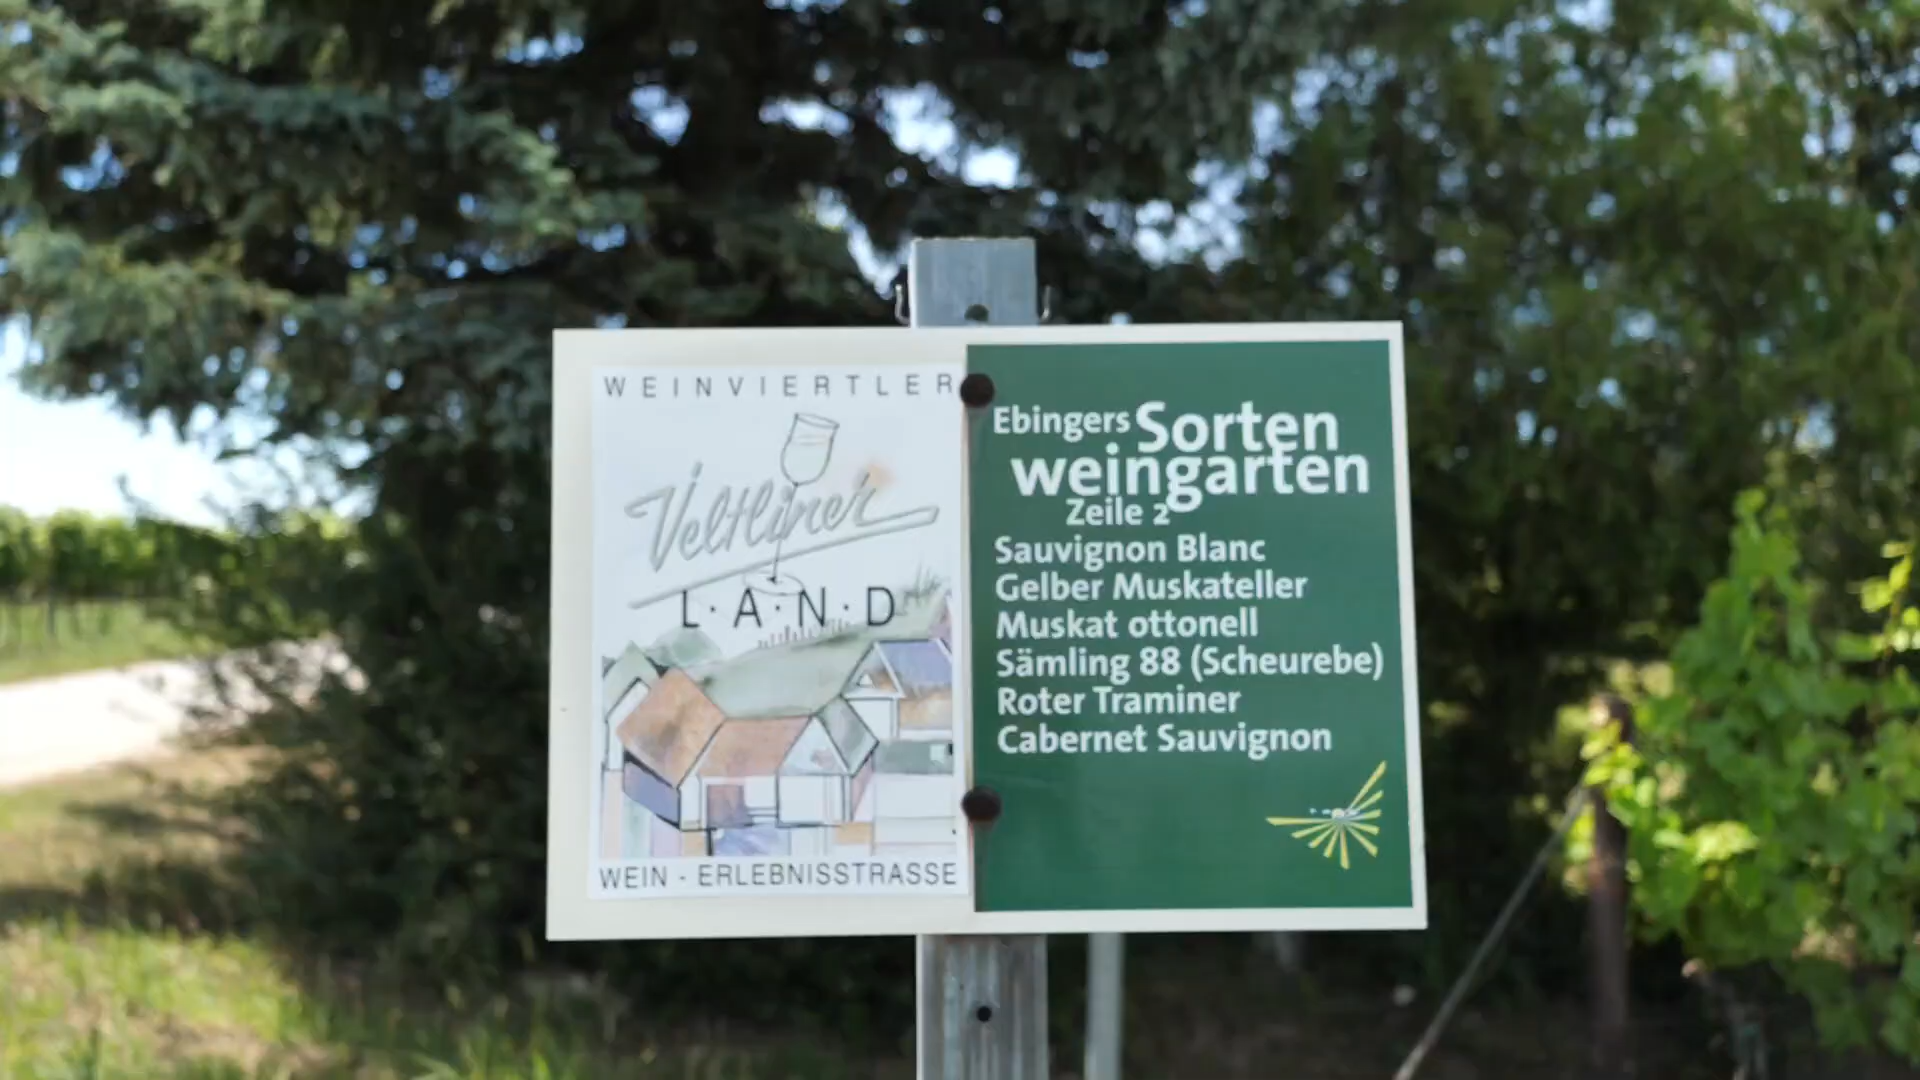 WEINVIERTLER
Veltliner
L·A·N·D
WEIN - ERLEBNISSTRASSE
Ebingers Sorten
weingarten
Zeile 2
Sauvignon Blanc
Gelber Muskateller
Muskat ottonell
Sämling 88 (Scheurebe)
Roter Traminer
Cabernet Sauvignon